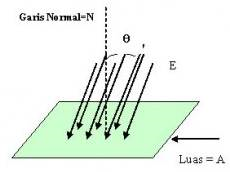 Garis Normal=N
θ
E
Luas = A